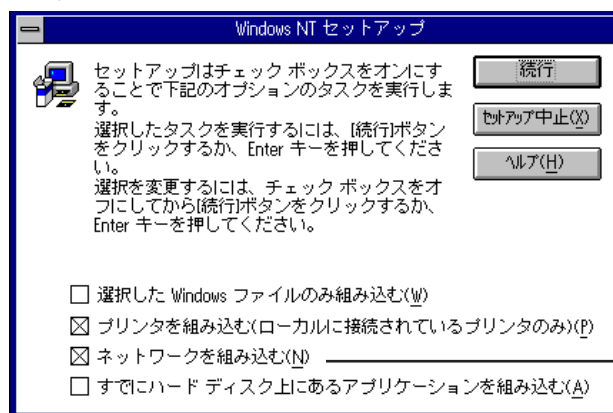 Windows NT セットアップ
セットアップはチェック ボックスをオンにす
ることで下記のオプションのタスクを実行しま
す。
選択したタスクを実行するには、[続行]ボタン
をクリックするか、Enter キーを押してくださ
い。
選択を変更するには、チェック ボックスをオ
フにしてから[続行]ボタンをクリックするか、
Enter キーを押してください。
続行
セットアップ中止(X)
ヘルプ(H)
選択した Windows ファイルのみ組み込む(W)
プリンタを組み込む(ローカルに接続されているプリンタのみ)(P)
ネットワークを組み込む(N)
すでにハード ディスク上にあるアプリケーションを組み込む(A)